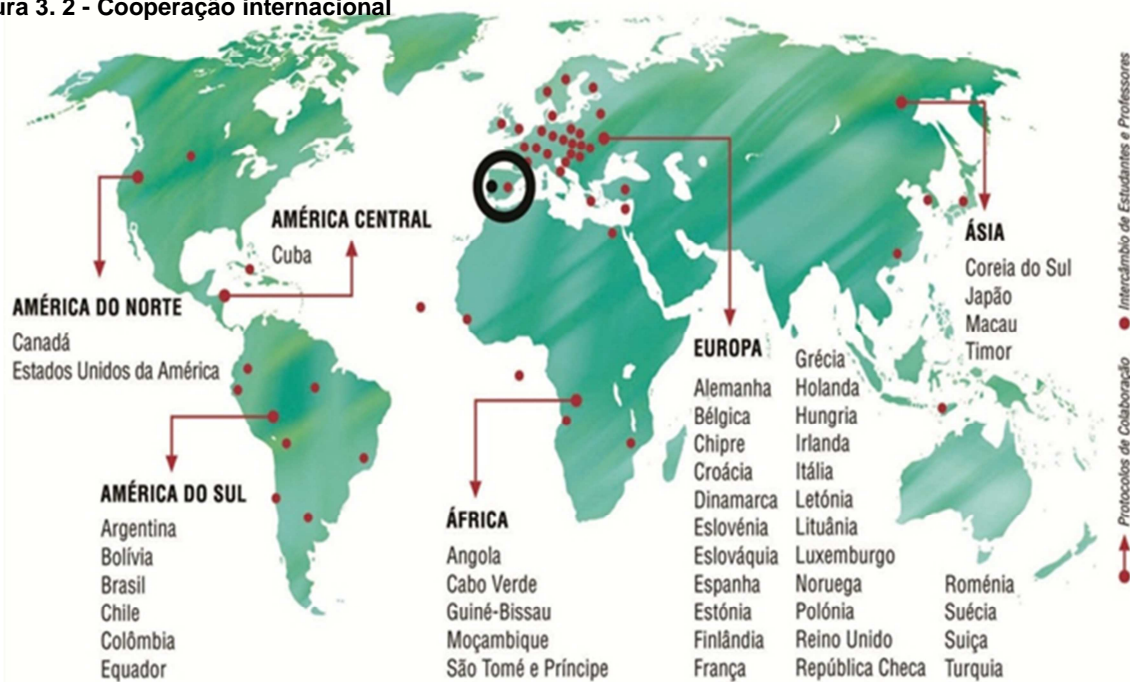 ura 3. 2 - Cooperação internacional
AMÉRICA CENTRAL
Cuba
AMÉRICA DO NORTE
Canadá
Estados Unidos da América
AMÉRICA DO SUL
Argentina
Bolívia
Brasil
Chile
Colômbia
Equador
ÁFRICA
Angola
Cabo Verde
Guiné-Bissau
Moçambique
São Tomé e Príncipe
EUROPA
Alemanha
Bélgica
Chipre
Croácia
Dinamarca
Eslovénia
Eslováquia
Espanha
Estónia
Finlândia
França
Grécia
Holanda
Hungria
Irlanda
Itália
Letónia
Lituânia
Luxemburgo
Noruega
Polónia
Reino Unido
República Checa
Roménia
Suécia
Suiça
Turquia
ÁSIA
Coreia do Sul
Japão
Macau
Timor
Protocolos de Colaboração
Intercâmbio de Estudantes e Professores